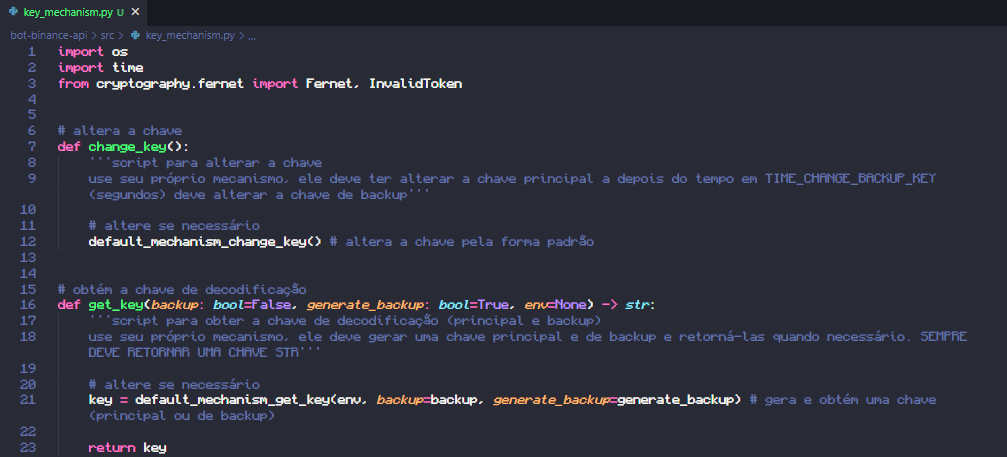 key_mechanism.py U ×
bot-binance-api > src > key_mechanism.py > ...
1 import os
2 import time
3 from cryptography.fernet import Fernet, InvalidToken
4
5
6 # altera a chave
7 def change_key():
8 '''script para alterar a chave
9 use seu próprio mecanismo, ele deve ter alterar a chave principal a depois do tempo em TIME_CHANGE_BACKUP_KEY
(segundos) deve alterar a chave de backup'''
10
11 # altere se necessário
12 default_mechanism_change_key() # altera a chave pela forma padrão
13
14
15 # obtém a chave de decodificação
16 def get_key(backup: bool=False, generate_backup: bool=True, env=None) -> str:
17 '''script para obter a chave de decodificação (principal e backup)
18 use seu próprio mecanismo, ele deve gerar uma chave principal e de backup e retorná-las quando necessário. SEMPRE
DEVE RETORNAR UMA CHAVE STR'''
19
20 # altere se necessário
21 key = default_mechanism_get_key(env, backup=backup, generate_backup=generate_backup) # gera e obtém uma chave
(principal ou de backup)
22
23 return key